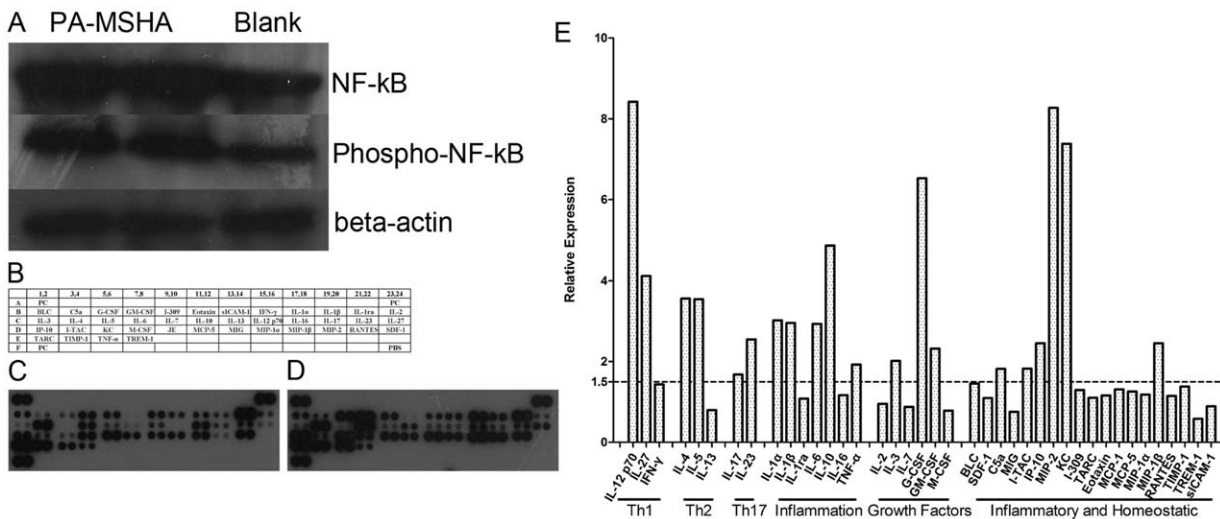 A
PA-MSHA Blank
NF-kB
Phospho-NF-kB
beta-actin
B
1,2 3,4 5,6 7,8 9,10 11,12 13,14 15,16 17,18 19,20 21,22 23,24
A PC PC
B BLC C5a G-CSF GM-CSF I-309 Eotaxin sICAM-1 IFN-γ IL-1α IL-1β IL-1ra IL-2
C IL-3 IL-4 IL-5 IL-6 IL-7 IL-10 IL-13 IL-12 p70 IL-16 IL-17 IL-23 IL-27
D IP-10 I-TAC KC M-CSF JE MCP-5 MIG MIP-1α MIP-1β MIP-2 RANTES SDF-1
E TARC TIMP-1 TNF-α TREM-1
F PC PBS
C
D
E
Relative Expression
10
8
6
4
2
1.5
0
IL-12 p70
IL-27
IFN-γ
IL-4
IL-5
IL-13
IL-17
IL-23
IL-1α
IL-1β
IL-1ra
IL-6
IL-10
IL-16
TNF-α
IL-2
IL-3
IL-7
G-CSF
GM-CSF
M-CSF
BLC
SDF-1
C5a
MIG
I-TAC
IP-10
MIP-2
KC
I-309
TARC
Eotaxin
MCP-1
MCP-5
MIP-1α
MIP-1β
RANTES
TIMP-1
TREM-1
sICAM-1
Th1 Th2 Th17 Inflammation Growth Factors Inflammatory and Homeostatic